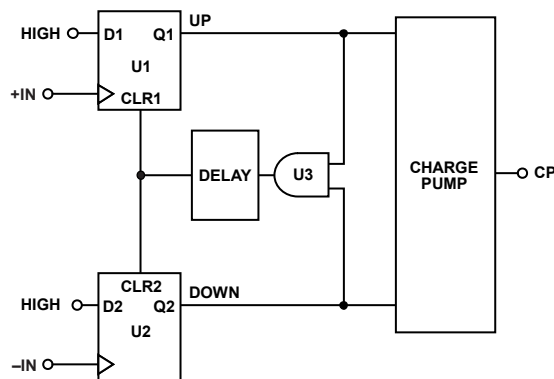 UP
HIGH
D1
Q1
U1
+IN
CLR1
DELAY
U3
CHARGE
PUMP
CP
CLR2
DOWN
HIGH
D2
Q2
U2
–IN